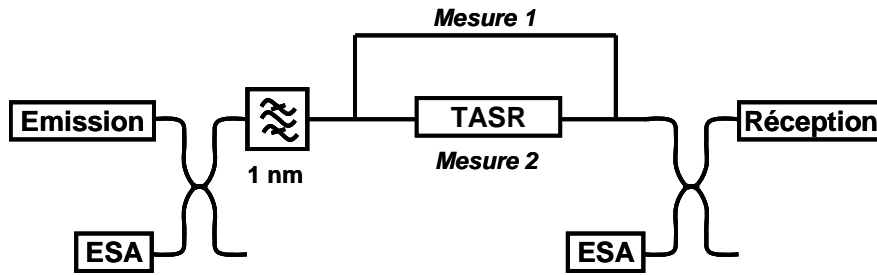 Mesure 1
Emission
TASR
Réception
1 nm
Mesure 2
ESA
ESA